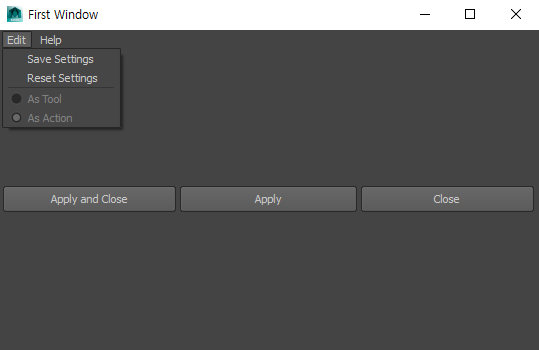 First Window
Edit Help
Save Settings
Reset Settings
As Tool
As Action
Apply and Close Apply Close